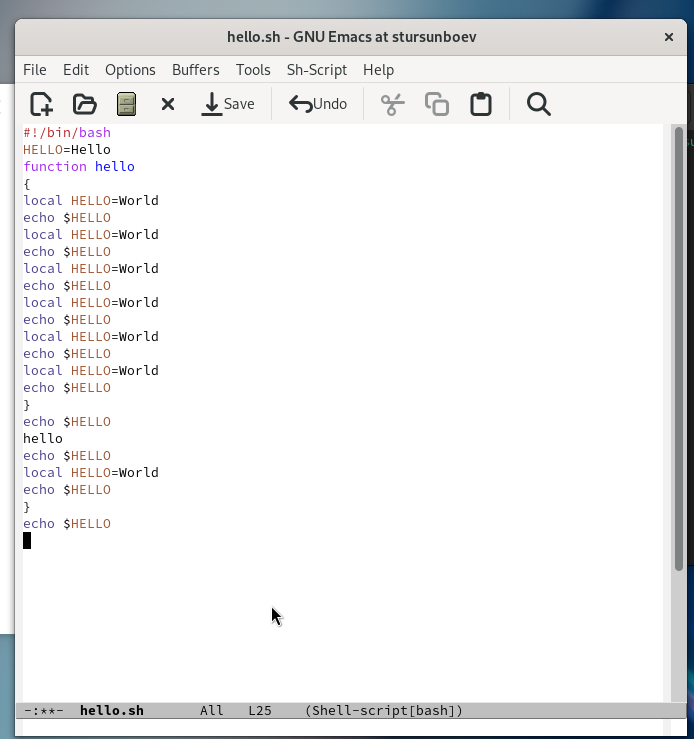 hello.sh - GNU Emacs at stursunboev
File Edit Options Buffers Tools Sh-Script Help
Save Undo
#!/bin/bash
HELLO=Hello
function hello
{
local HELLO=World
echo $HELLO
local HELLO=World
echo $HELLO
local HELLO=World
echo $HELLO
local HELLO=World
echo $HELLO
local HELLO=World
echo $HELLO
local HELLO=World
echo $HELLO
}
echo $HELLO
hello
echo $HELLO
local HELLO=World
echo $HELLO
}
echo $HELLO
-:**- hello.sh All L25 (Shell-script[bash])